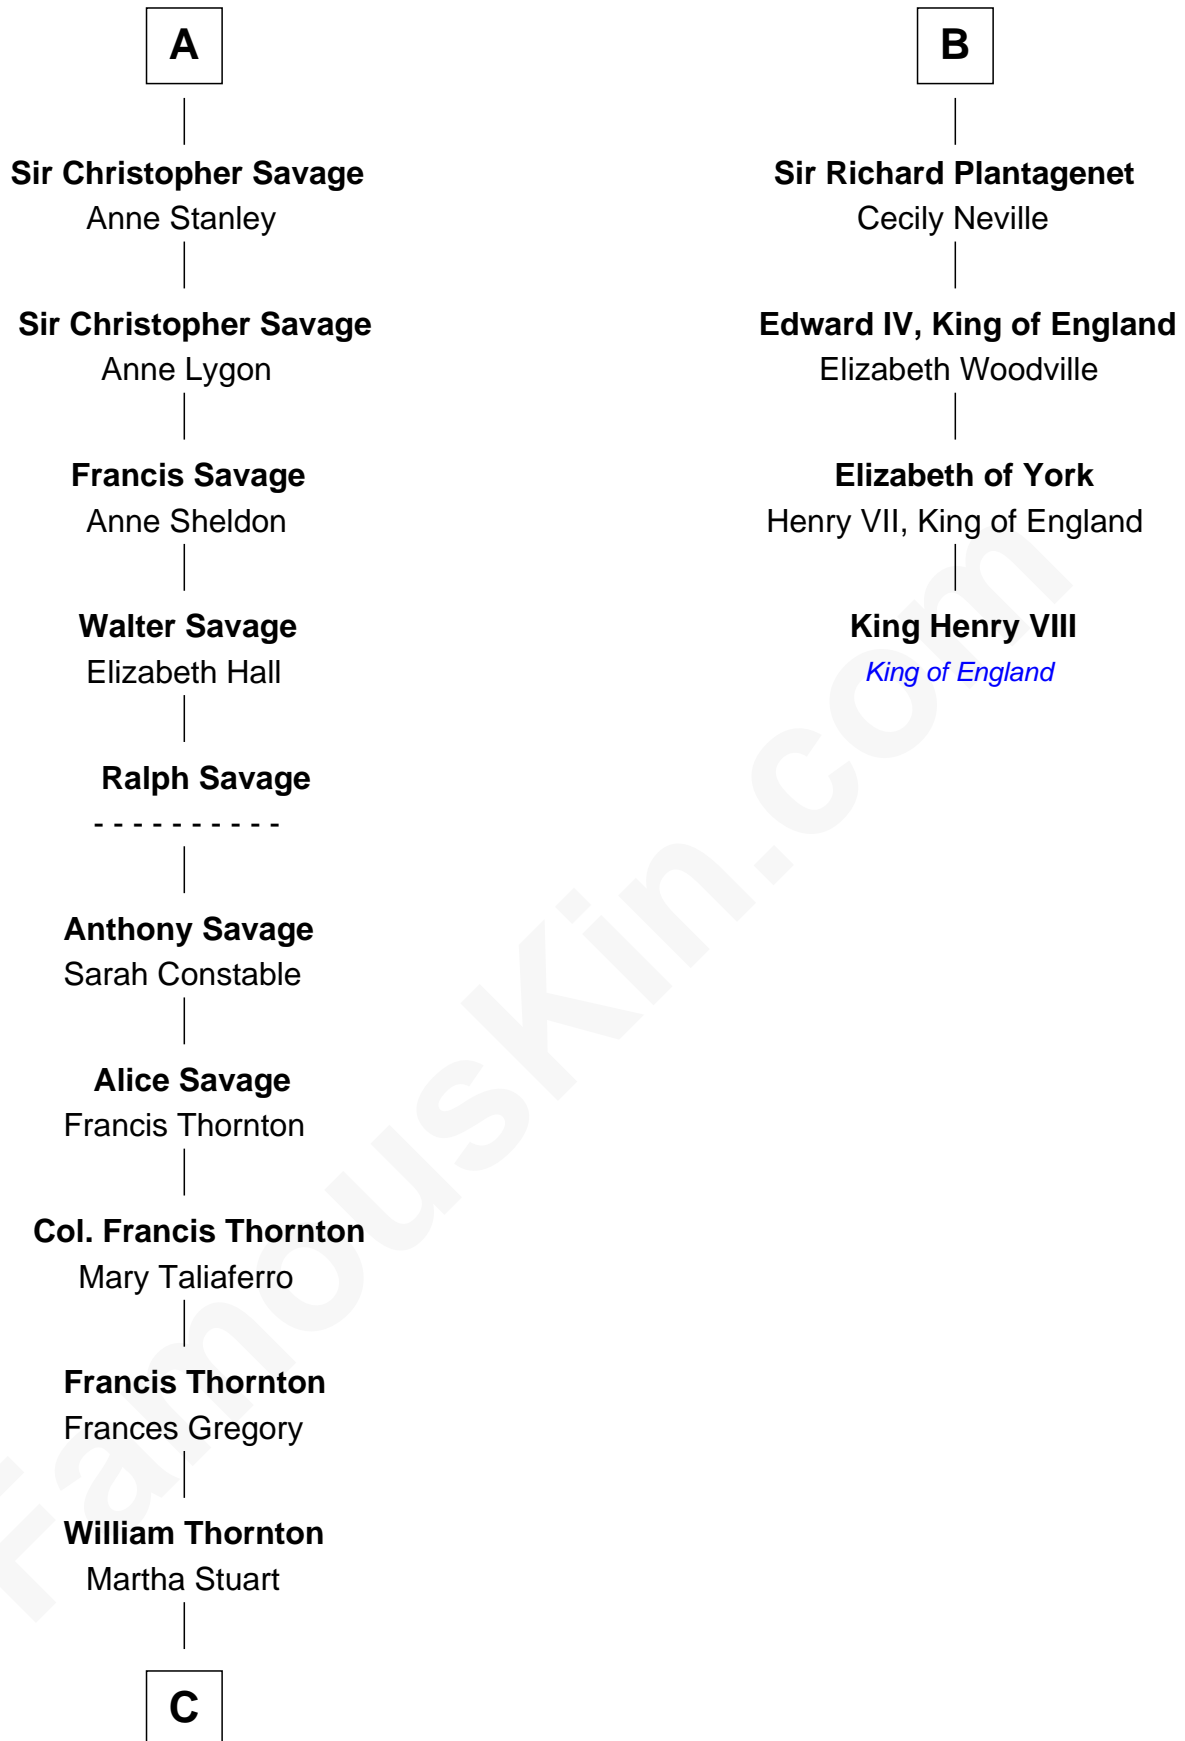 A
Sir Christopher Savage
Anne Stanley
Sir Christopher Savage
Anne Lygon
Francis Savage
Anne Sheldon
Walter Savage
Elizabeth Hall
Ralph Savage
- - - - - - - - - -
Anthony Savage
Sarah Constable
Alice Savage
Francis Thornton
Col. Francis Thornton
Mary Taliaferro
Francis Thornton
Frances Gregory
William Thornton
Martha Stuart
C
B
Sir Richard Plantagenet
Cecily Neville
Edward IV, King of England
Elizabeth Woodville
Elizabeth of York
Henry VII, King of England
King Henry VIII
King of England
FamousKin.com